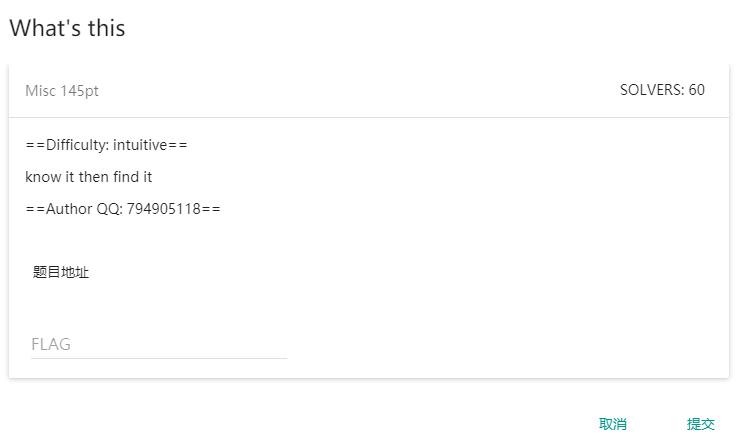 What's this
Misc 145pt
SOLVERS: 60
==Difficulty: intuitive==
know it then find it
==Author QQ: 794905118==
题目地址
FLAG
取消
提交